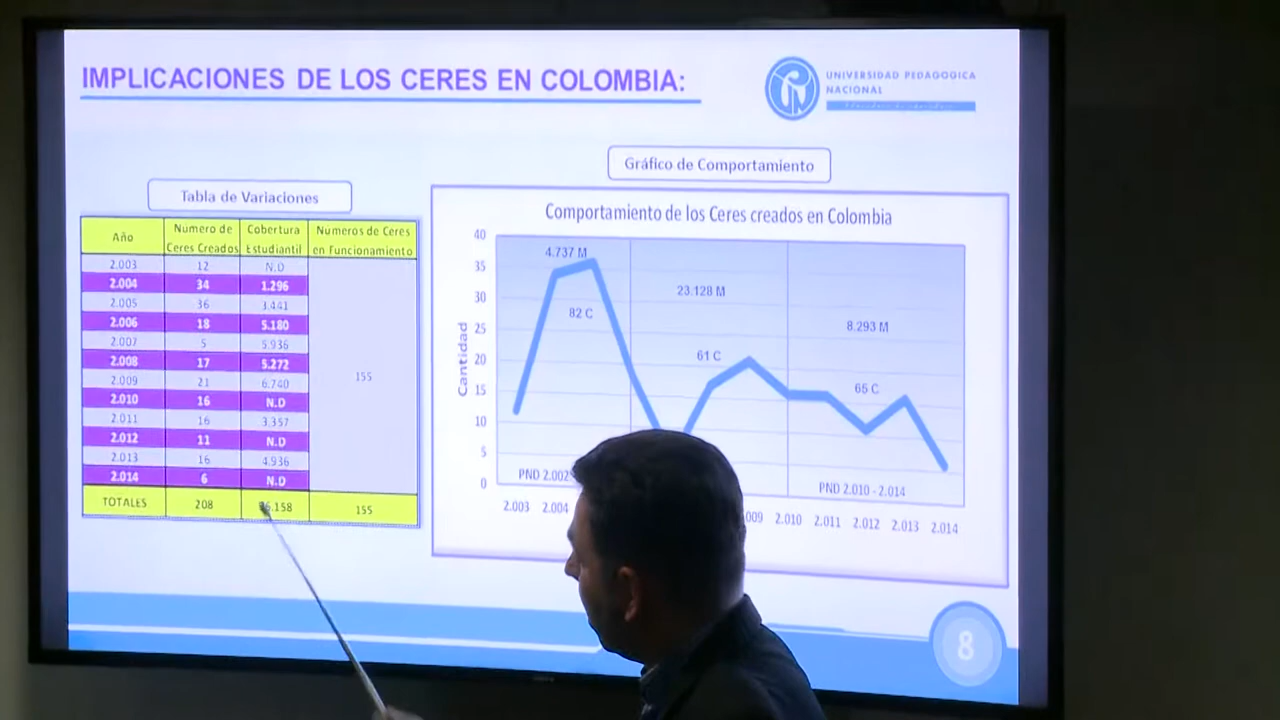 IMPLICACIONES DE LOS CERES EN COLOMBIA:
UNIVERSIDAD PEDAGOGICA
NACIONAL
Tabla de Variaciones
Año Numero de Ceres Creados Cobertura Estudiantil Numeros de Ceres en Funcionamiento
2.003 12 N.D
2.004 34 1.296
2.005 36 3.441
2.006 18 5.180
2.007 5 5.936
2.008 17 5.272
2.009 21 6.740
155
2.010 16 N.D
2.011 16 3.357
2.012 11 N.D
2.013 16 4.936
2.014 6 N.D
TOTALES 208 6.158 155
Gráfico de Comportamiento
Comportamiento de los Ceres creados en Colombia
Cantidad
40
35
30
25
20
15
10
5
0
4.737 M
82 C
23.128 M
61 C
8.293 M
65 C
PND 2.002
PND 2.010 - 2.014
2.003 2.004 009 2.010 2.011 2.012 2.013 2.014
8